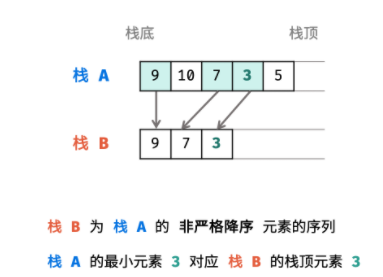 栈底 栈顶
栈 A 9 10 7 3 5
栈 B 9 7 3
栈 B 为 栈 A 的 非严格降序 元素的序列
栈 A 的最小元素 3 对应 栈 B 的栈顶元素 3